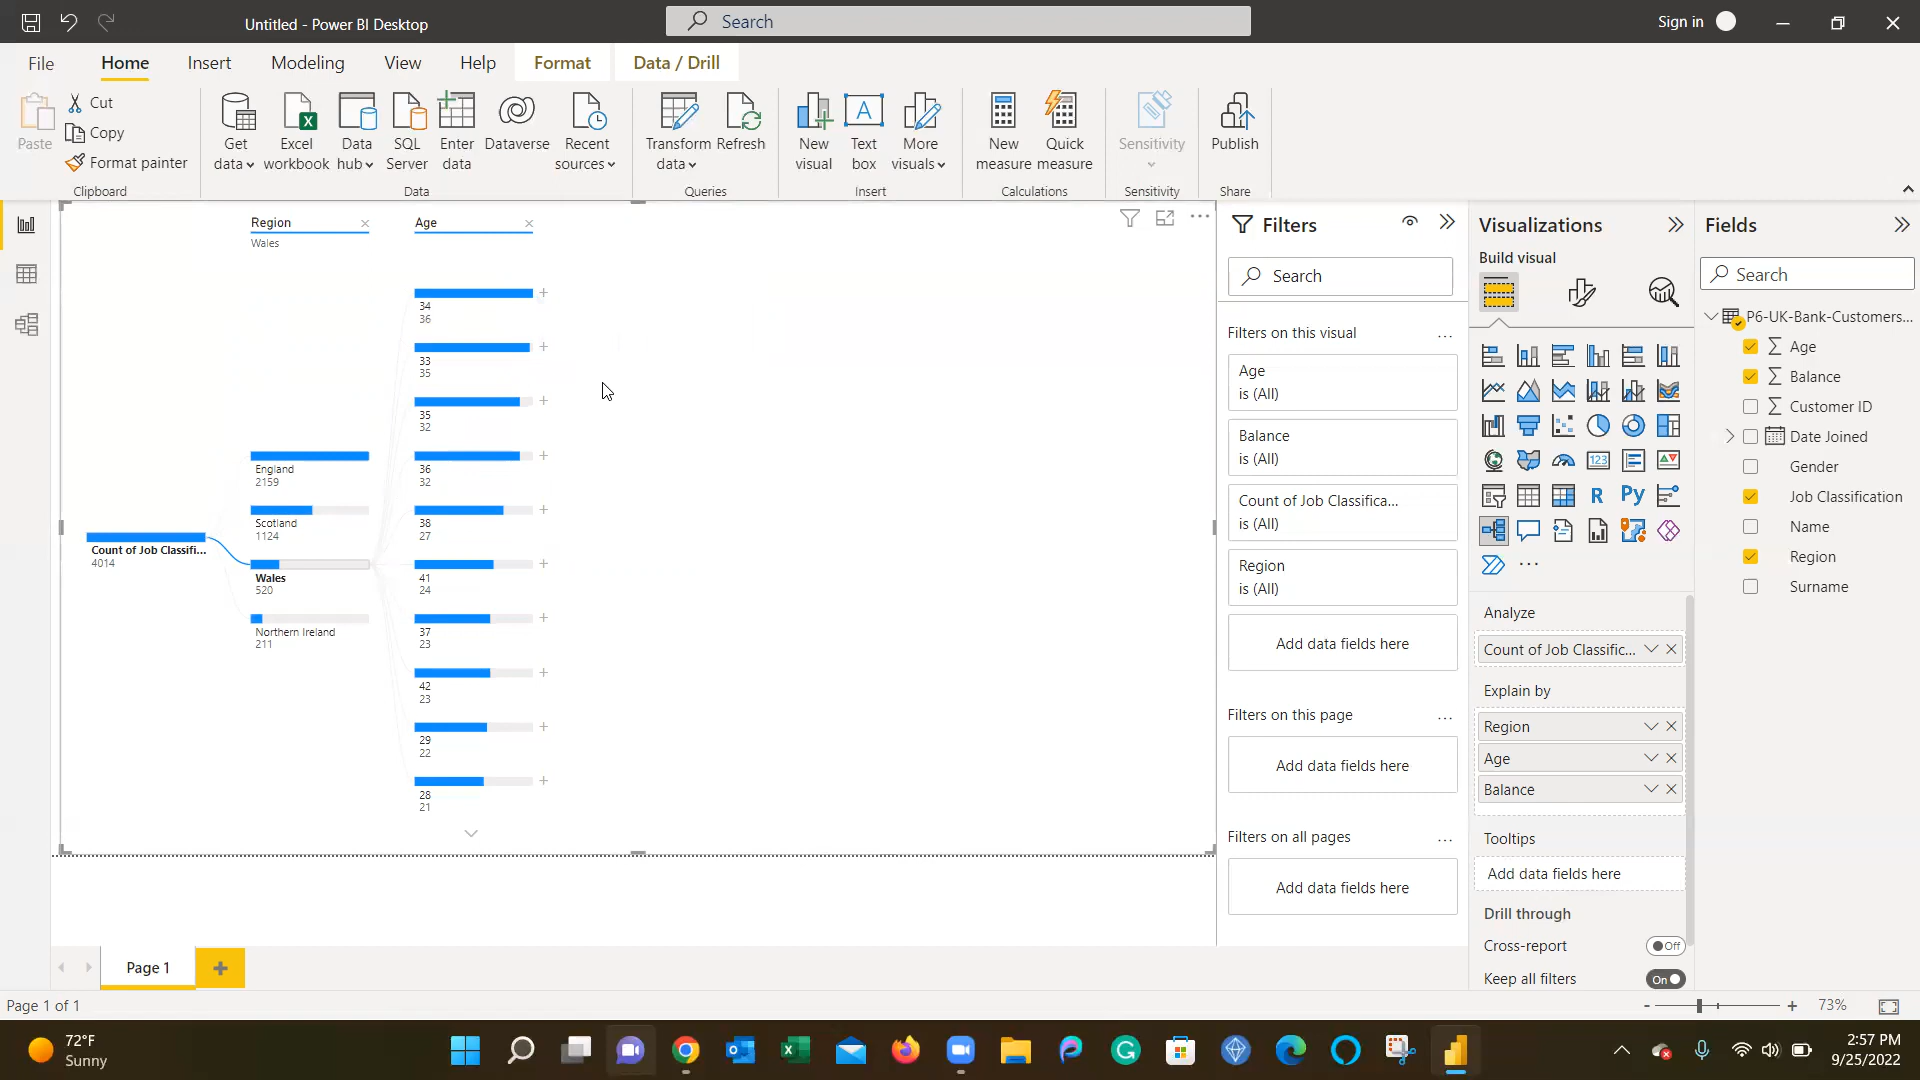 Untitled - Power BI Desktop
Search
Sign in
File
Home
Insert
Modeling
View
Help
Format
Data / Drill
Paste
Cut
Copy
Format painter
Clipboard
Get data
Excel workbook
Data hub
SQL Server
Enter data
Dataverse
Recent sources
Data
Transform data
Refresh
Queries
New visual
Text box
More visuals
Insert
New measure
Quick measure
Calculations
Sensitivity
Sensitivity
Publish
Share
Region
Wales
Age
Count of Job Classifi...
4014
England
2159
Scotland
1124
Wales
520
Northern Ireland
211
34
36
33
35
35
32
36
32
38
27
41
24
37
23
42
23
29
22
28
21
Filters
Search
Filters on this visual
Age
is (All)
Balance
is (All)
Count of Job Classifica...
is (All)
Region
is (All)
Add data fields here
Filters on this page
Add data fields here
Filters on all pages
Add data fields here
Visualizations
Build visual
123
R
Py
Analyze
Count of Job Classific...
Explain by
Region
Age
Balance
Tooltips
Add data fields here
Drill through
Cross-report
Off
Keep all filters
On
Fields
Search
P6-UK-Bank-Customers...
Age
Balance
Customer ID
Date Joined
Gender
Job Classification
Name
Region
Surname
Page 1
Page 1 of 1
73%
72°F
Sunny
2:57 PM
9/25/2022